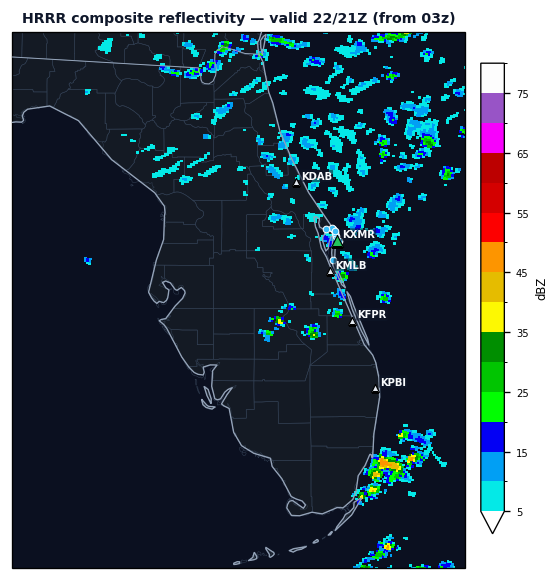 HRRR composite reflectivity — valid 22/21Z (from 03z)
KDAB
KXMR
KMLB
KFPR
KPBI
75
65
55
45
35
25
15
5
dBZ